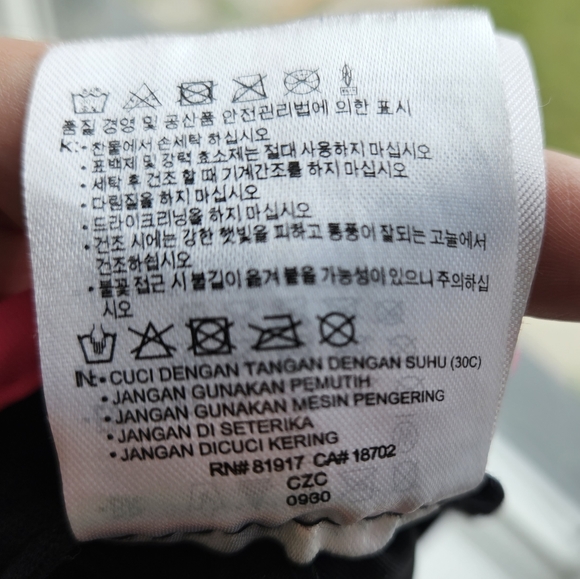 품질 경영 및 공산품 안전관리법에 의한 표시
K:• 찬물에서 손세탁 하십시오
• 표백제 및 강력 효소제는 절대 사용하지 마십시오
• 세탁 후 건조 할 때 기계간조를 하지 마십시오
• 다림질을 하지 마십시오
• 드라이크리닝을 하지 마십시오
• 건조 시에는 강한 햇빛을 피하고 통풍이 잘되는 고늘에서
건조하쉽시오
• 불꽃 접근 시 불길이 옮겨 붙을 가능성이 있으니 주의하십
시오
IN:• CUCI DENGAN TANGAN DENGAN SUHU (30C)
• JANGAN GUNAKAN PEMUTIH
• JANGAN GUNAKAN MESIN PENGERING
• JANGAN DI SETERIKA
• JANGAN DICUCI KERING
RN# 81917 CA# 18702
CZC
0930